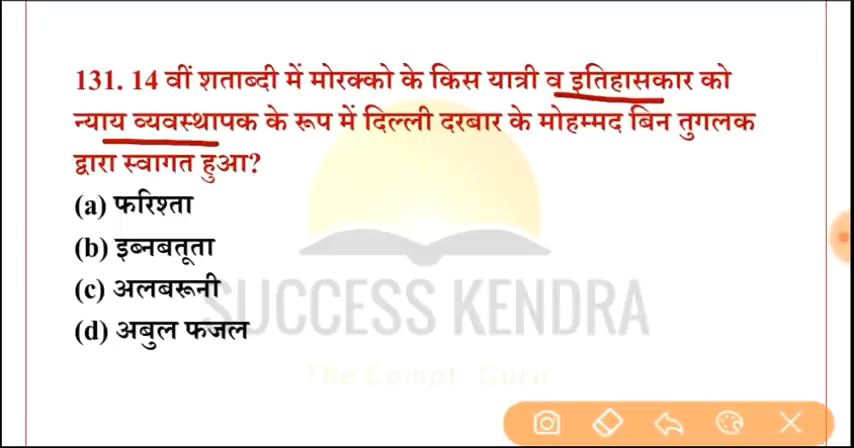 131. 14 वीं शताब्दी में मोरक्को के किस यात्री व इतिहासकार को
न्याय व्यवस्थापक के रूप में दिल्ली दरबार के मोहम्मद बिन तुगलक
द्वारा स्वागत हुआ?
(a) फरिश्ता
(b) इब्नबतूता
(c) अलबरूनी
(d) अबुल फजल
SUCCESS KENDRA
The Compt. Guru